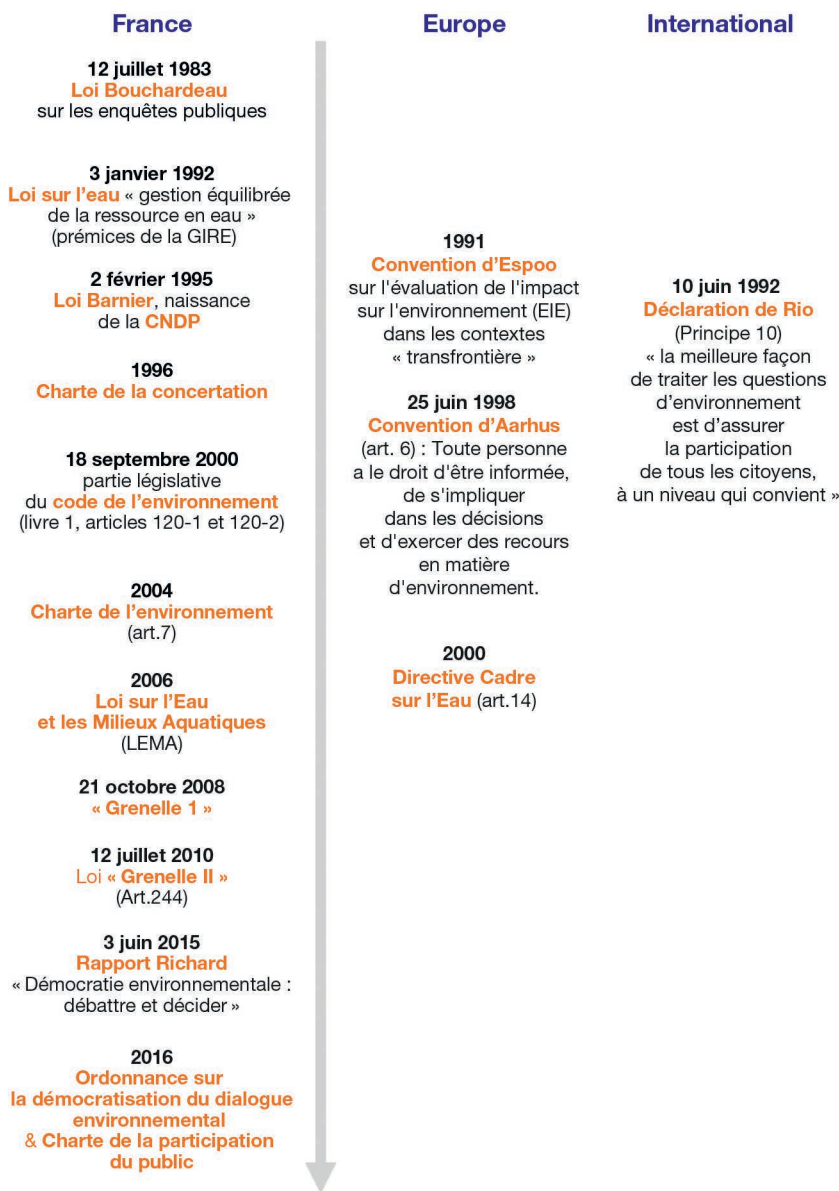 France
12 juillet 1983
Loi Bouchardeau
sur les enquêtes publiques
3 janvier 1992
Loi sur l’eau « gestion équilibrée
de la ressource en eau »
(prémices de la GIRE)
2 février 1995
Loi Barnier, naissance
de la CNDP
1996
Charte de la concertation
18 septembre 2000
partie législative
du code de l’environnement
(livre 1, articles 120-1 et 120-2)
2004
Charte de l’environnement
(art.7)
2006
Loi sur l’Eau
et les Milieux Aquatiques
(LEMA)
21 octobre 2008
« Grenelle 1 »
12 juillet 2010
Loi « Grenelle II »
(Art.244)
3 juin 2015
Rapport Richard
« Démocratie environnementale :
débattre et décider »
2016
Ordonnance sur
la démocratisation du dialogue
environnemental
& Charte de la participation
du public
Europe
1991
Convention d’Espoo
sur l'évaluation de l'impact
sur l'environnement (EIE)
dans les contextes
« transfrontière »
25 juin 1998
Convention d’Aarhus
(art. 6) : Toute personne
a le droit d'être informée,
de s'impliquer
dans les décisions
et d'exercer des recours
en matière
d'environnement.
2000
Directive Cadre
sur l’Eau (art.14)
International
10 juin 1992
Déclaration de Rio
(Principe 10)
« la meilleure façon
de traiter les questions
d’environnement
est d’assurer
la participation
de tous les citoyens,
à un niveau qui convient »